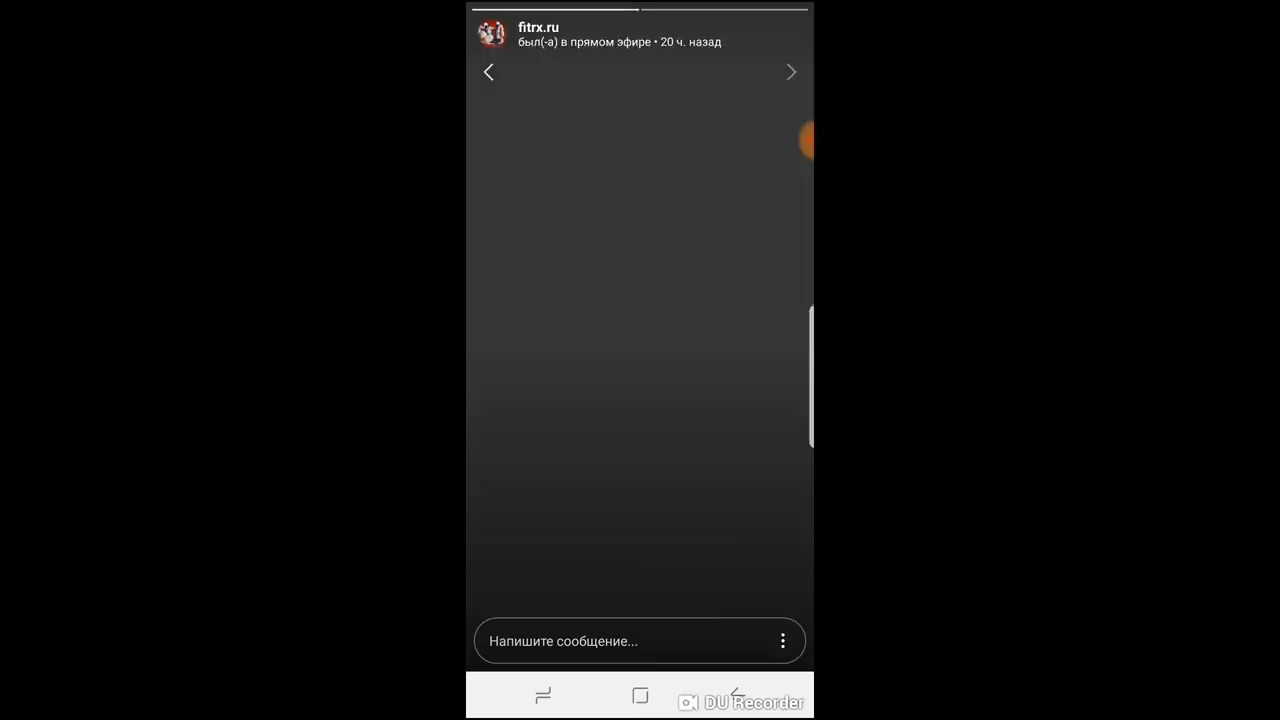 fitrx.ru
был(-а) в прямом эфире • 20 ч. назад
Напишите сообщение...
DU Recorder